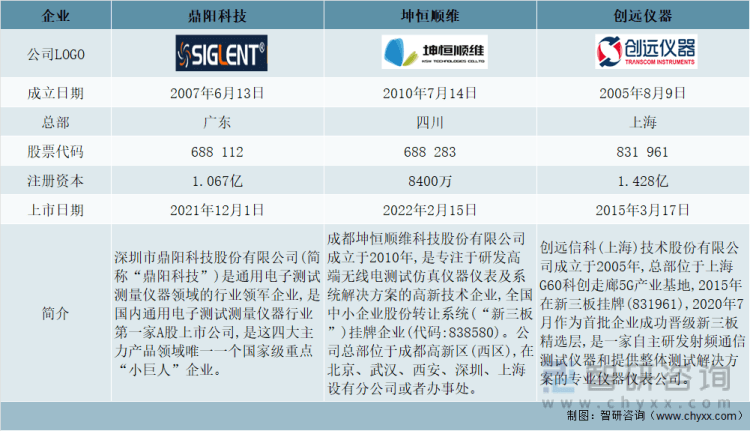 企业 鼎阳科技 坤恒顺维 创远仪器
公司LOGO SIGLENT® 坤恒顺维 KSW TECHNOLOGIES CO.,LTD 创远仪器 TRANSCOM INSTRUMENTS
成立日期 2007年6月13日 2010年7月14日 2005年8月9日
总部 广东 四川 上海
股票代码 688 112 688 283 831 961
注册资本 1.067亿 8400万 1.428亿
上市日期 2021年12月1日 2022年2月15日 2015年3月17日
简介
深圳市鼎阳科技股份有限公司(简
称“鼎阳科技”)是通用电子测试
测量仪器领域的行业领军企业,是
国内通用电子测试测量仪器行业
第一家A股上市公司,是这四大主
力产品领域唯一一个国家级重点
“小巨人”企业。
成都坤恒顺维科技股份有限公司
成立于2010年,是专注于研发高端
无线电测试仿真仪器仪表及系
统解决方案的高新技术企业,全国
中小企业股份转让系统(“新三板
”)挂牌企业(代码:838580)。公
司总部位于成都高新区(西区),在
北京、武汉、西安、深圳、上海
设有分公司或者办事处。
创远信科(上海)技术股份有限公
司成立于2005年,总部位于上海
G60科创走廊5G产业基地,2015年
在新三板挂牌(831961),2020年7
月作为首批企业成功晋级新三板
精选层,是一家自主研发射频通信
测试仪器和提供整体测试解决方
案的专业仪器仪表公司。
智研咨询
制图:智研咨询(www.chyxx.com)